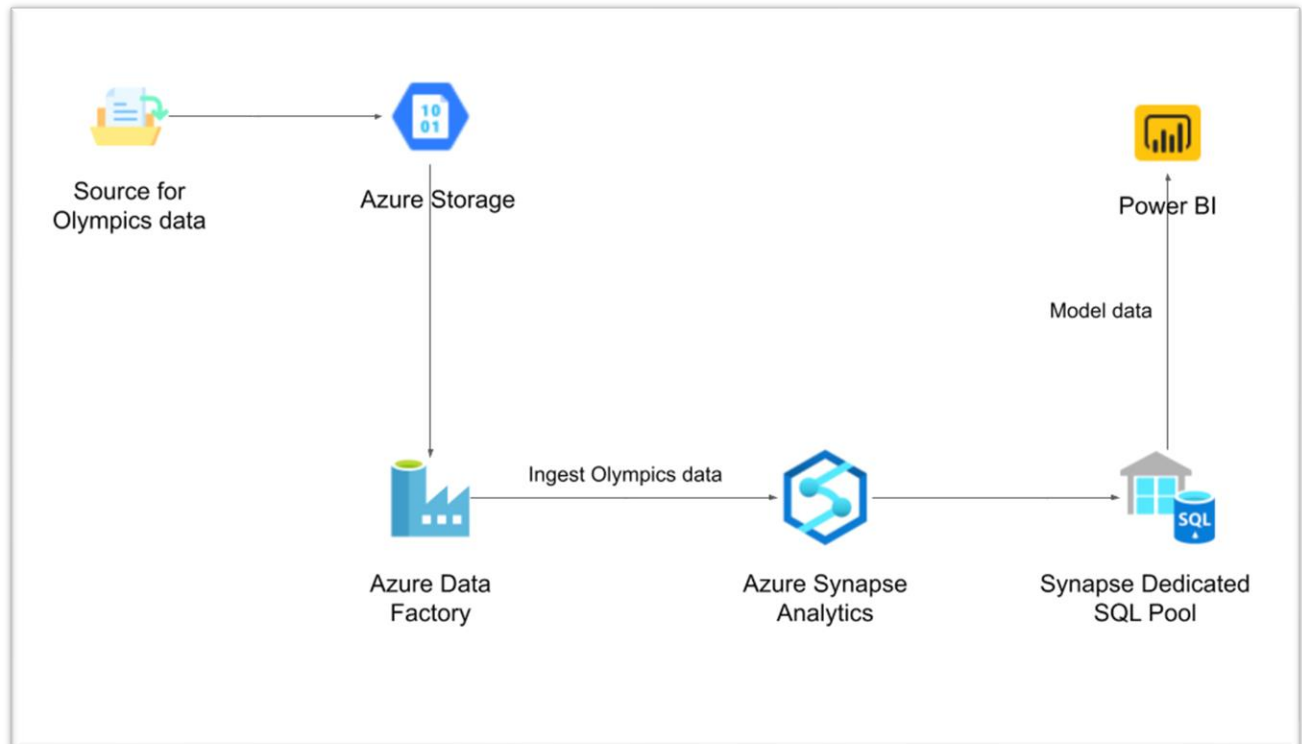 Source for
Olympics data
10
01
Azure Storage
Power BI
Model data
Ingest Olympics data
SQL
Azure Data
Factory
Azure Synapse
Analytics
Synapse Dedicated
SQL Pool